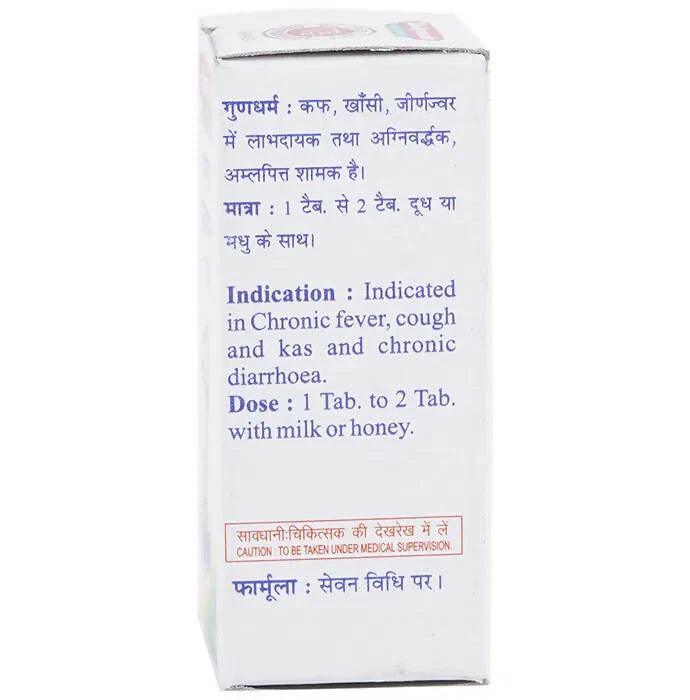 गुणधर्म : कफ, खाँसी, जीर्णज्वर
में लाभदायक तथा अग्निवर्द्धक,
अम्लपित्त शामक है।
मात्रा : 1 टैब. से 2 टैब. दूध या
मधु के साथ।
Indication : Indicated
in Chronic fever, cough
and kas and chronic
diarrhoea.
Dose : 1 Tab. to 2 Tab.
with milk or honey.
सावधानी:चिकित्सक की देखरेख में लें
CAUTION : TO BE TAKEN UNDER MEDICAL SUPERVISION.
फार्मूला : सेवन विधि पर।